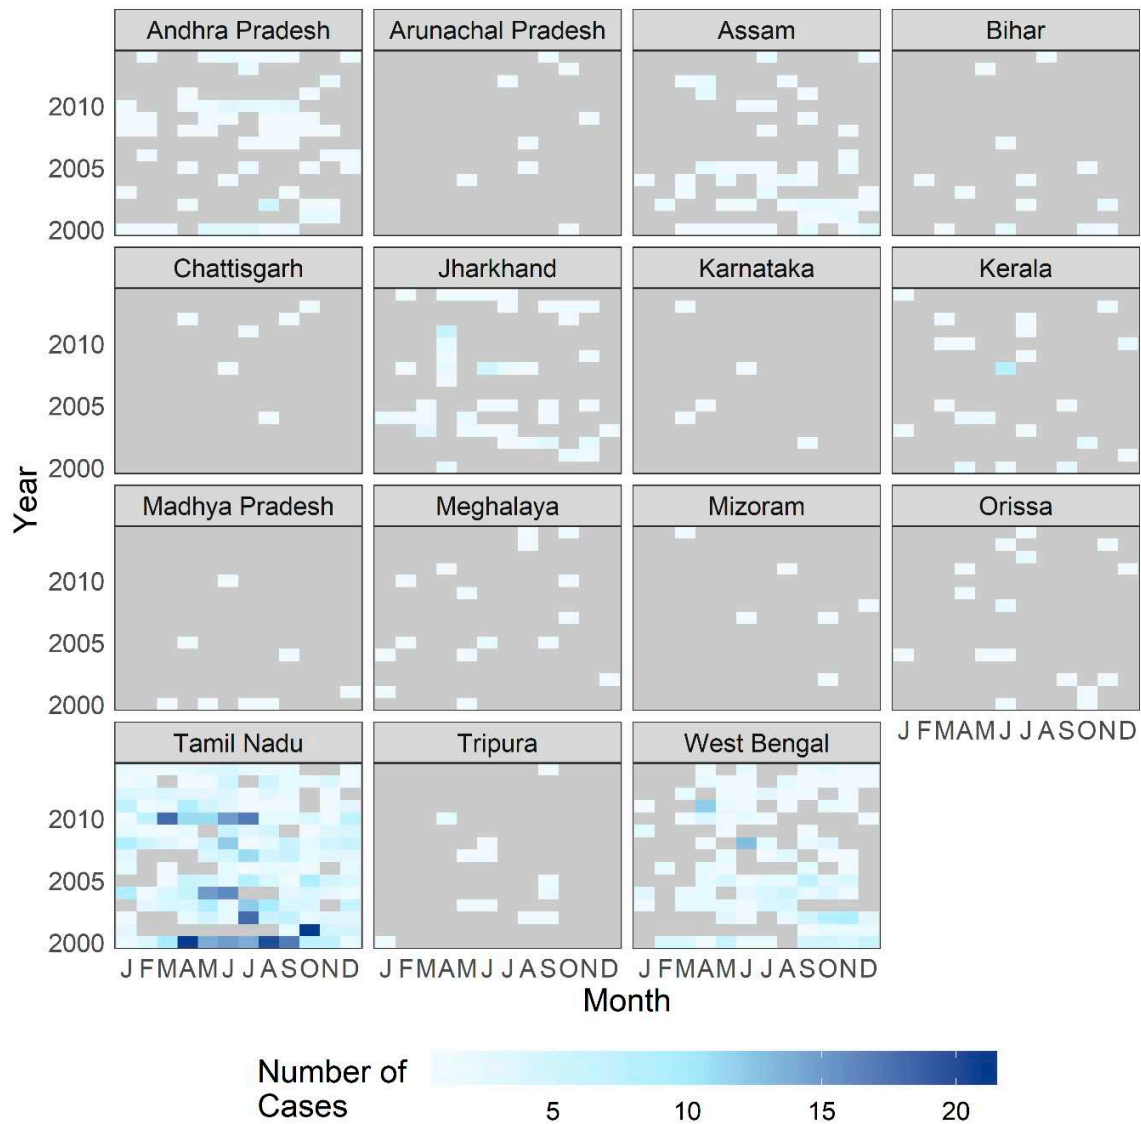 Andhra Pradesh Arunachal Pradesh Assam Bihar
2010
2005
2000
Chattisgarh Jharkhand Karnataka Kerala
2010
2005
2000
Year
Madhya Pradesh Meghalaya Mizoram Orissa
2010
2005
2000
J F M A M J J A S O N D
Tamil Nadu Tripura West Bengal
2010
2005
2000
J F M A M J J A S O N D J F M A M J J A S O N D J F M A M J J A S O N D
Month
Number of
Cases
5 10 15 20